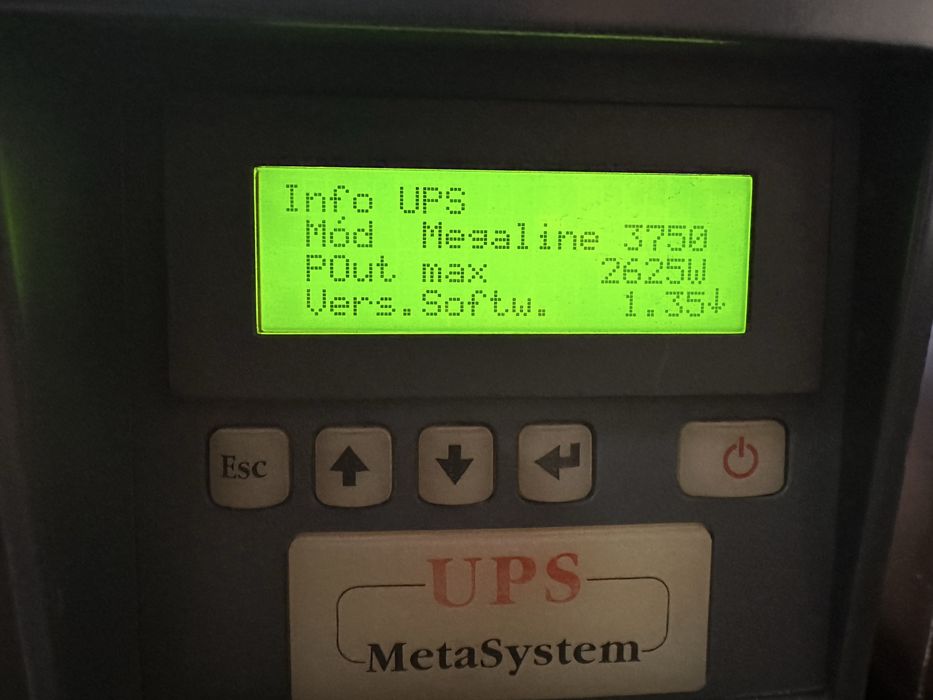 Info UPS
Mód Megaline 3750
POut max 2625W
Vers.Softw. 1.35↓
Esc
UPS
MetaSystem